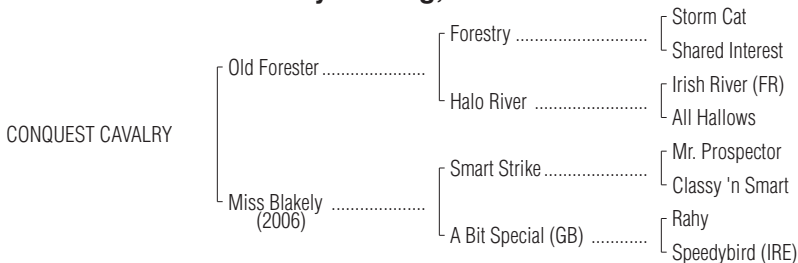 Storm Cat
Forestry ..............................
Shared Interest
Old Forester ......................
Irish River (FR)
Halo River ..........................
All Hallows
CONQUEST CAVALRY
Mr. Prospector
Smart Strike .....................
Classy 'n Smart
Miss Blakely ....................
(2006)
Rahy
A Bit Special (GB) ............
Speedybird (IRE)